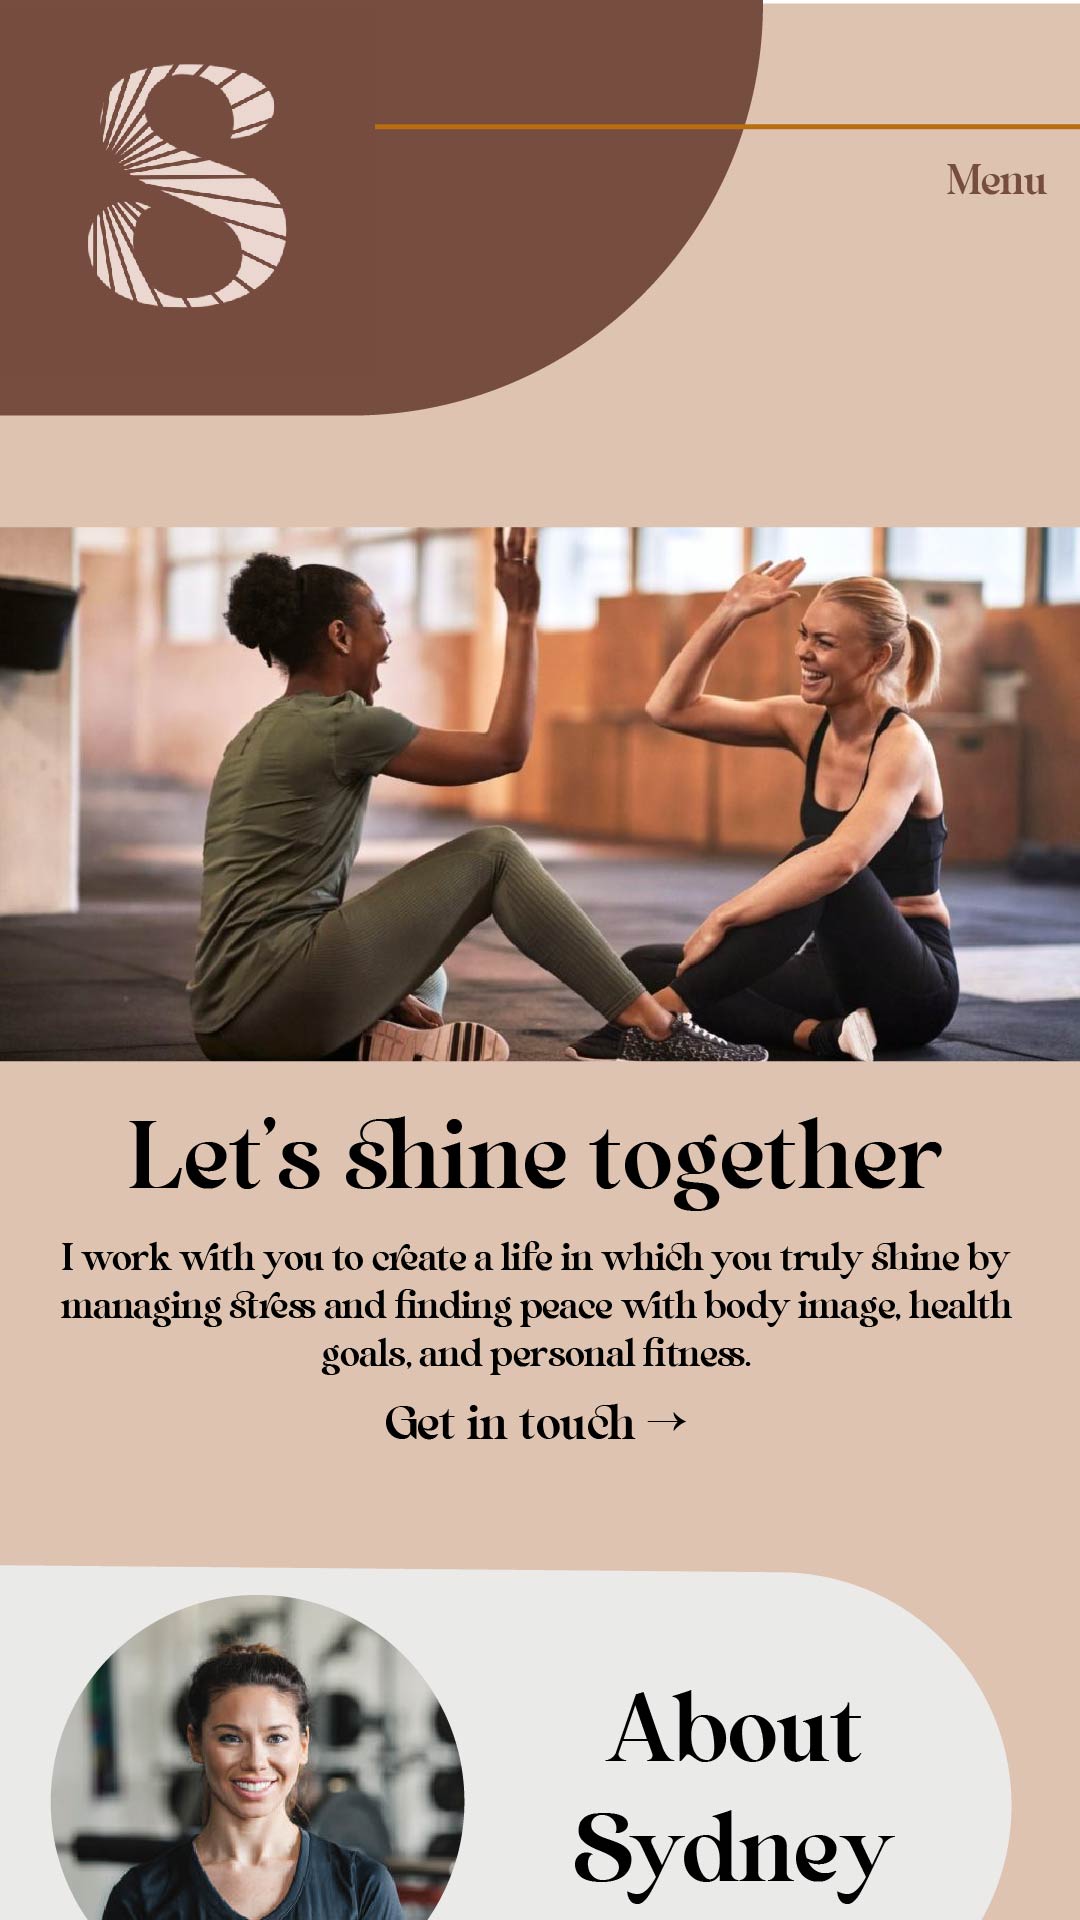 S
Menu
Let's shine together
I work with you to create a life in which you truly shine by
managing stress and finding peace with body image, health
goals, and personal fitness.
Get in touch →
About
Sydney